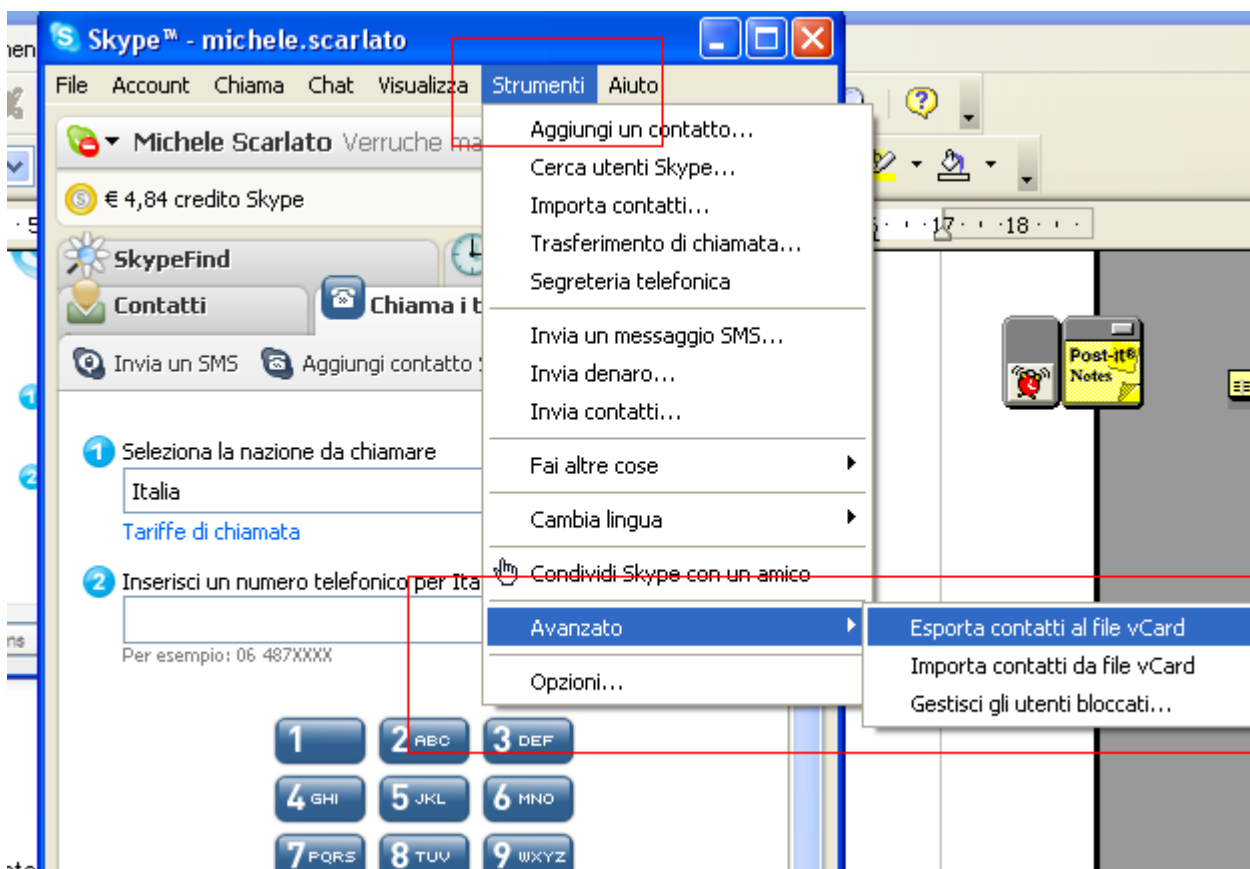 Skype™ - michele.scarlato
File Account Chiama Chat Visualizza Strumenti Aiuto
Michele Scarlato Verruche
€ 4,84 credito Skype
SkypeFind
Contatti
Chiama i
Invia un SMS Aggiungi contatto
1 Seleziona la nazione da chiamare
Italia
Tariffe di chiamata
2 Inserisci un numero telefonico per
Per esempio: 06 487XXXX
1 2 ABC 3 DEF
4 GHI 5 JKL 6 MNO
7 PQRS 8 TUV 9 WXYZ
Aggiungi un contatto...
Cerca utenti Skype...
Importa contatti...
Trasferimento di chiamata...
Segreteria telefonica
Invia un messaggio SMS...
Invia denaro...
Invia contatti...
Fai altre cose
Cambia lingua
Condividi Skype con un amico
Avanzato
Opzioni...
Esporta contatti al file vCard
Importa contatti da file vCard
Gestisci gli utenti bloccati...
17 18
Post-it®
Notes